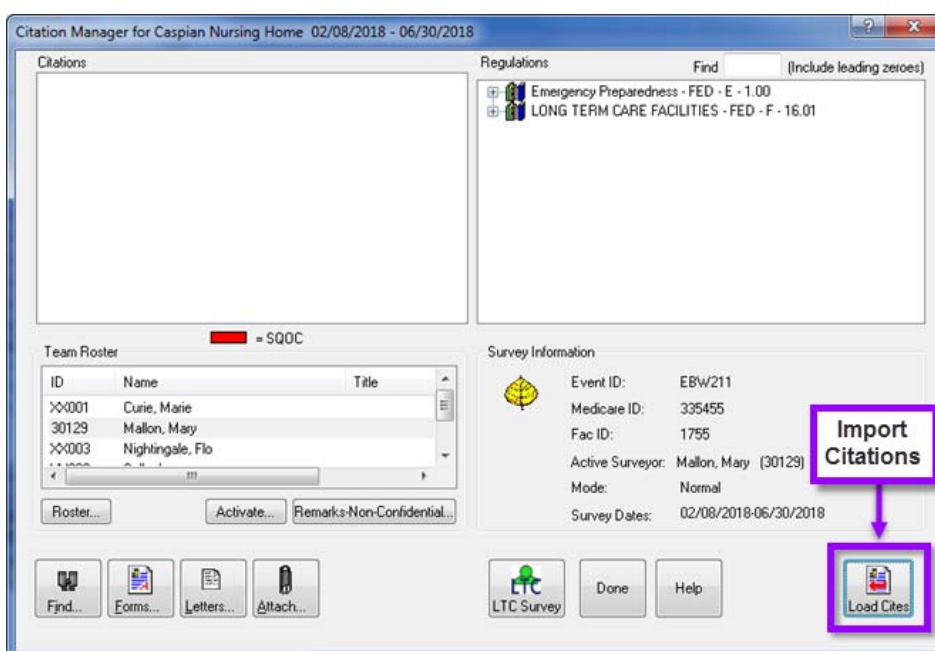 Citation Manager for Caspian Nursing Home 02/08/2018 - 06/30/2018
Citations
Regulations
Find
(Include leading zeroes)
Emergency Preparedness - FED - E - 1.00
LONG TERM CARE FACILITIES - FED - F - 16.01
= SQOC
Team Roster
ID Name Title
XX001 Curie, Marie
30129 Mallon, Mary
XX003 Nightingale, Flo
Roster...
Activate...
Remarks-Non-Confidential...
Survey Information
Event ID: EBW211
Medicare ID: 335455
Fac ID: 1755
Active Surveyor: Mallon, Mary (30129)
Mode: Normal
Survey Dates: 02/08/2018-06/30/2018
Import
Citations
Find...
Forms...
Letters...
Attach...
LTC
LTC Survey
Done
Help
Load Cites